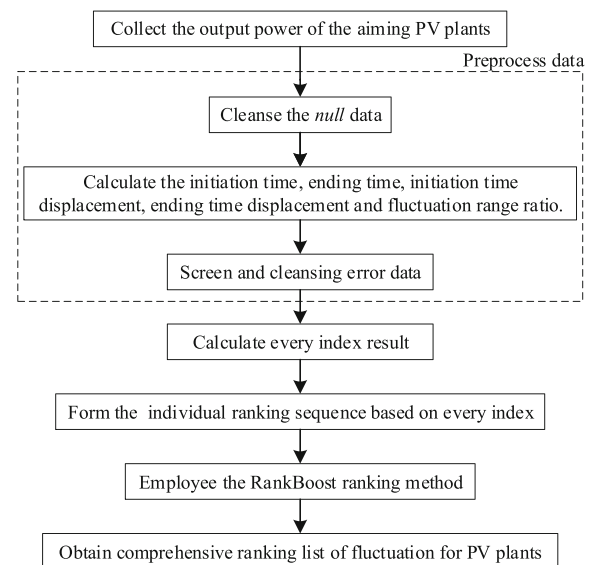 Collect the output power of the aiming PV plants
Preprocess data
Cleanse the null data
Calculate the initiation time, ending time, initiation time
displacement, ending time displacement and fluctuation range ratio.
Screen and cleansing error data
Calculate every index result
Form the individual ranking sequence based on every index
Employee the RankBoost ranking method
Obtain comprehensive ranking list of fluctuation for PV plants